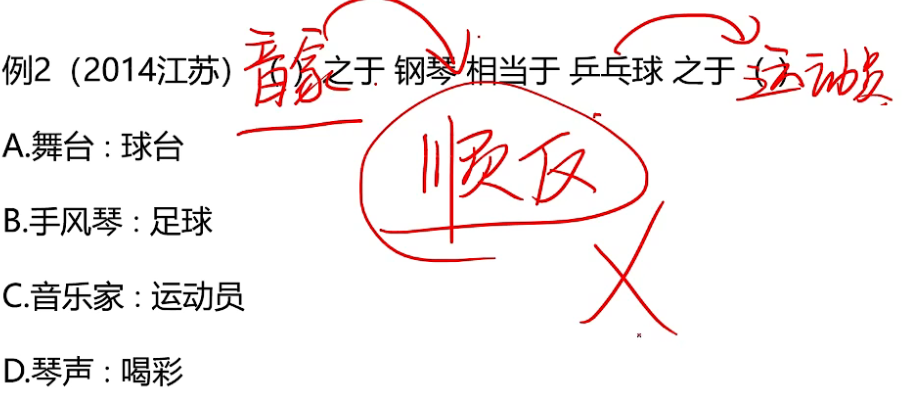 例2（2014江苏）（ ）之于 钢琴 相当于 乒乓球 之于（ ）
音家
运动员
顺反
A.舞台：球台
B.手风琴：足球
C.音乐家：运动员
D.琴声：喝彩